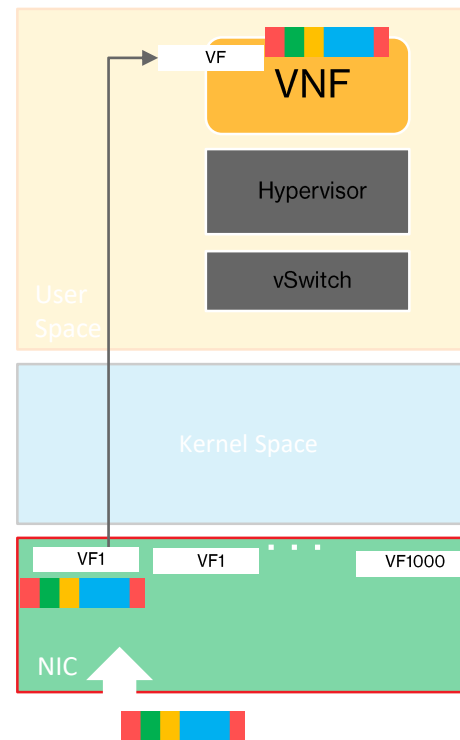 VF
VNF
Hypervisor
vSwitch
User
Space
Kernel Space
VF1
VF1
. . .
VF1000
NIC